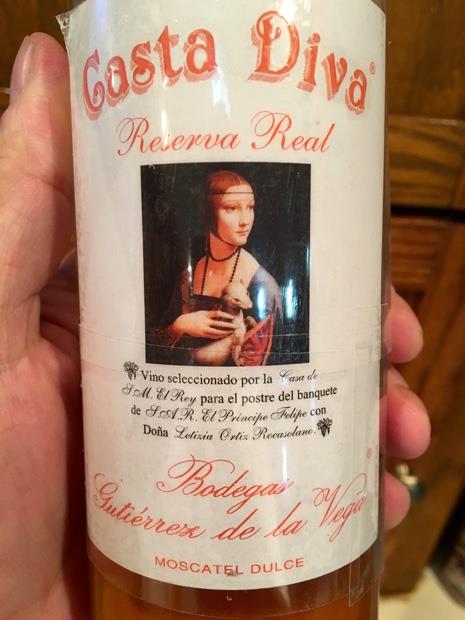 Casta Diva®
Reserva Real
Vino seleccionado por la Casa de
S.M. El Rey para el postre del banquete
de S.A.R. El Príncipe Felipe con
Doña Letizia Ortiz Rocasolano.
Bodegas
Gutiérrez de la Vega
®
MOSCATEL DULCE